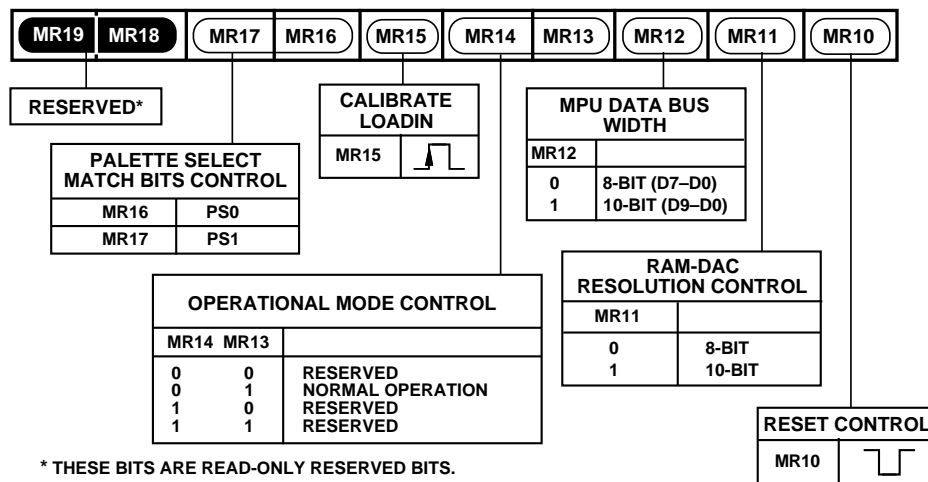 MR19 MR18 MR17 MR16 MR15 MR14 MR13 MR12 MR11 MR10
RESERVED*
PALETTE SELECT
MATCH BITS CONTROL
MR16 PS0
MR17 PS1
CALIBRATE
LOADIN
MR15
MPU DATA BUS
WIDTH
MR12
0 8-BIT (D7–D0)
1 10-BIT (D9–D0)
OPERATIONAL MODE CONTROL
MR14 MR13
0 0 RESERVED
0 1 NORMAL OPERATION
1 0 RESERVED
1 1 RESERVED
RAM-DAC
RESOLUTION CONTROL
MR11
0 8-BIT
1 10-BIT
RESET CONTROL
MR10
* THESE BITS ARE READ-ONLY RESERVED BITS.